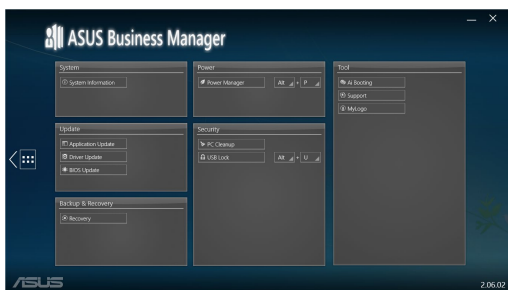 ASUS Business Manager
System
System Information
Power
Power Manager Alt + P
Tool
Ai Booting
Support
MyLogo
Update
Application Update
Driver Update
BIOS Update
Security
PC Cleanup
USB Lock Alt + U
Backup & Recovery
Recovery
ASUS
2.06.02